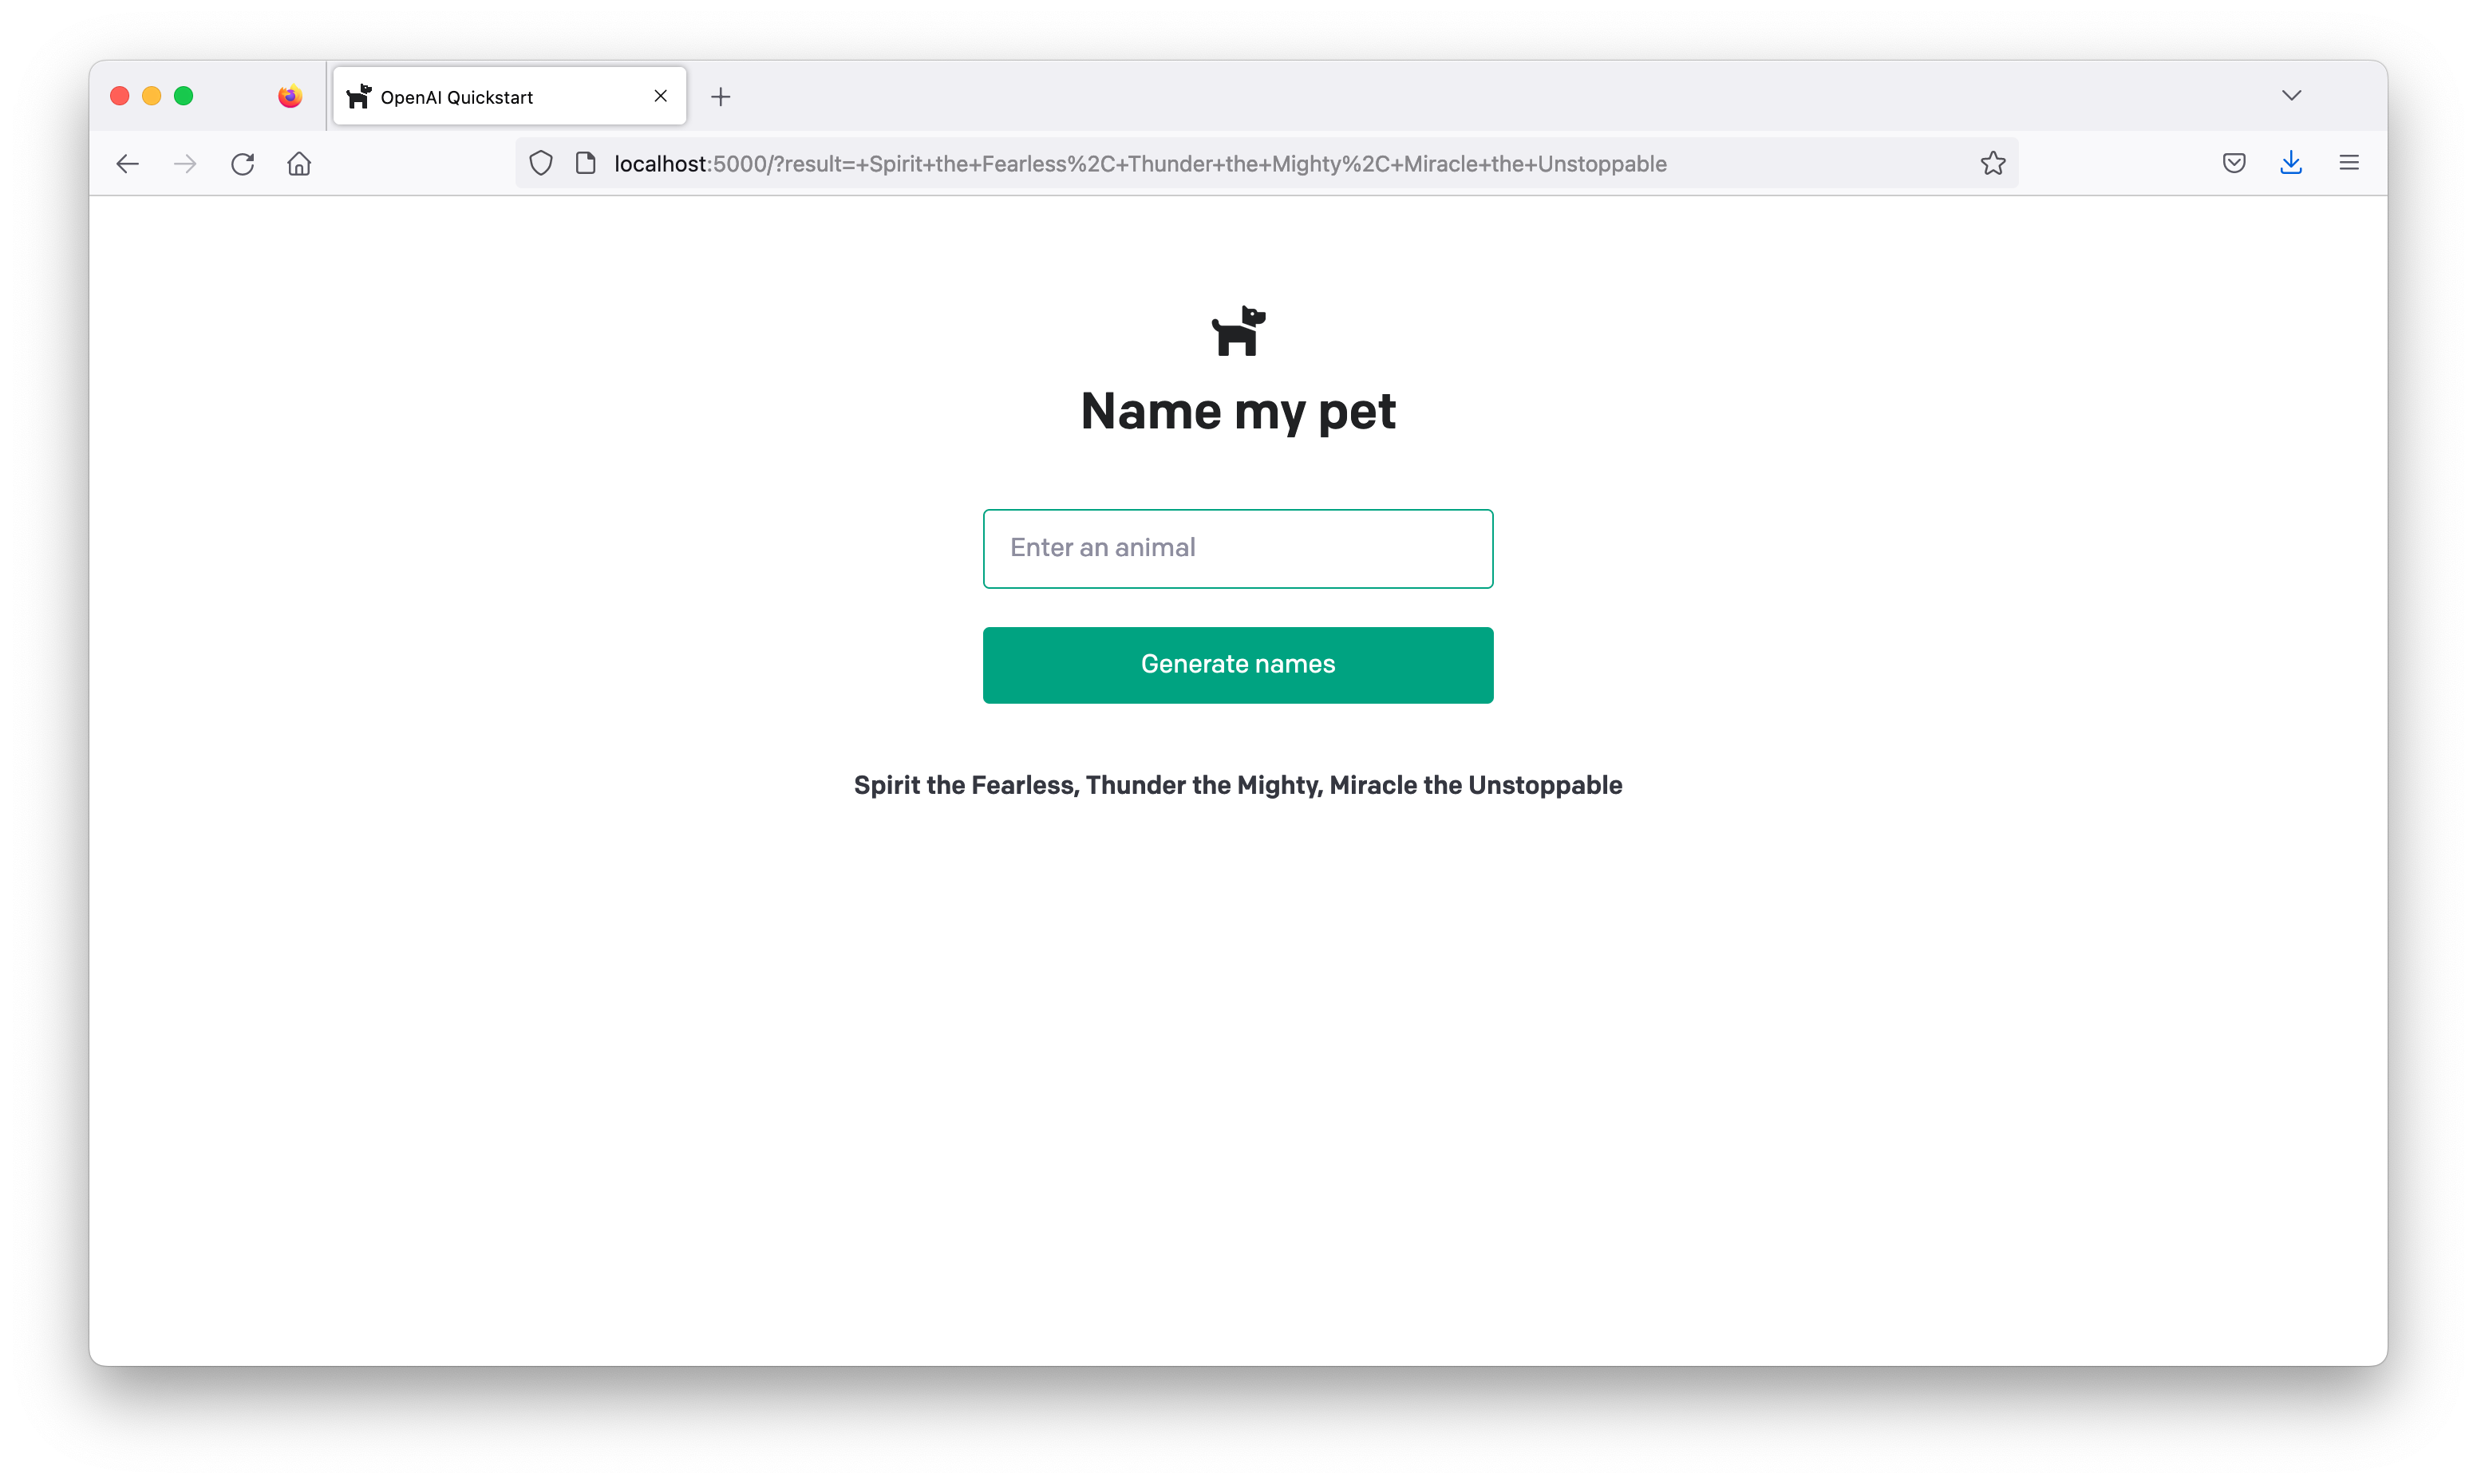 OpenAI Quickstart
localhost:5000/?result=+Spirit+the+Fearless%2C+Thunder+the+Mighty%2C+Miracle+the+Unstoppable
Name my pet
Enter an animal
Generate names
Spirit the Fearless, Thunder the Mighty, Miracle the Unstoppable